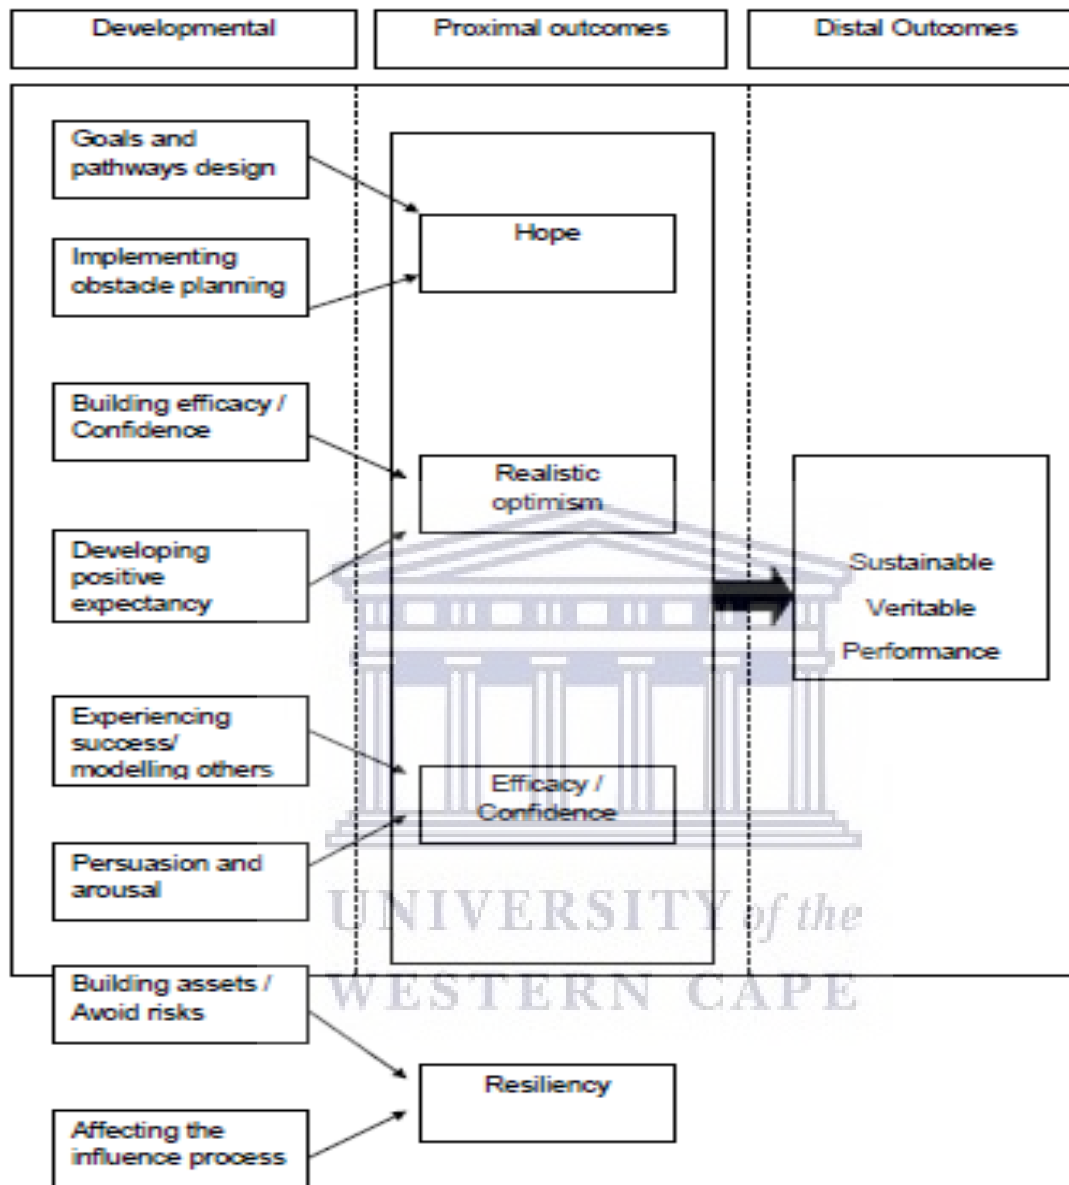 Developmental
Proximal outcomes
Distal Outcomes
Goals and
pathways design
Hope
Implementing
obstacle planning
Building efficacy /
Confidence
Realistic
optimism
Developing
positive
expectancy
Sustainable
Veritable
Performance
Experiencing
success/
modelling others
Efficacy /
Confidence
Persuasion and
arousal
UNIVERSITY of the
WESTERN CAPE
Building assets /
Avoid risks
Resiliency
Affecting the
influence process